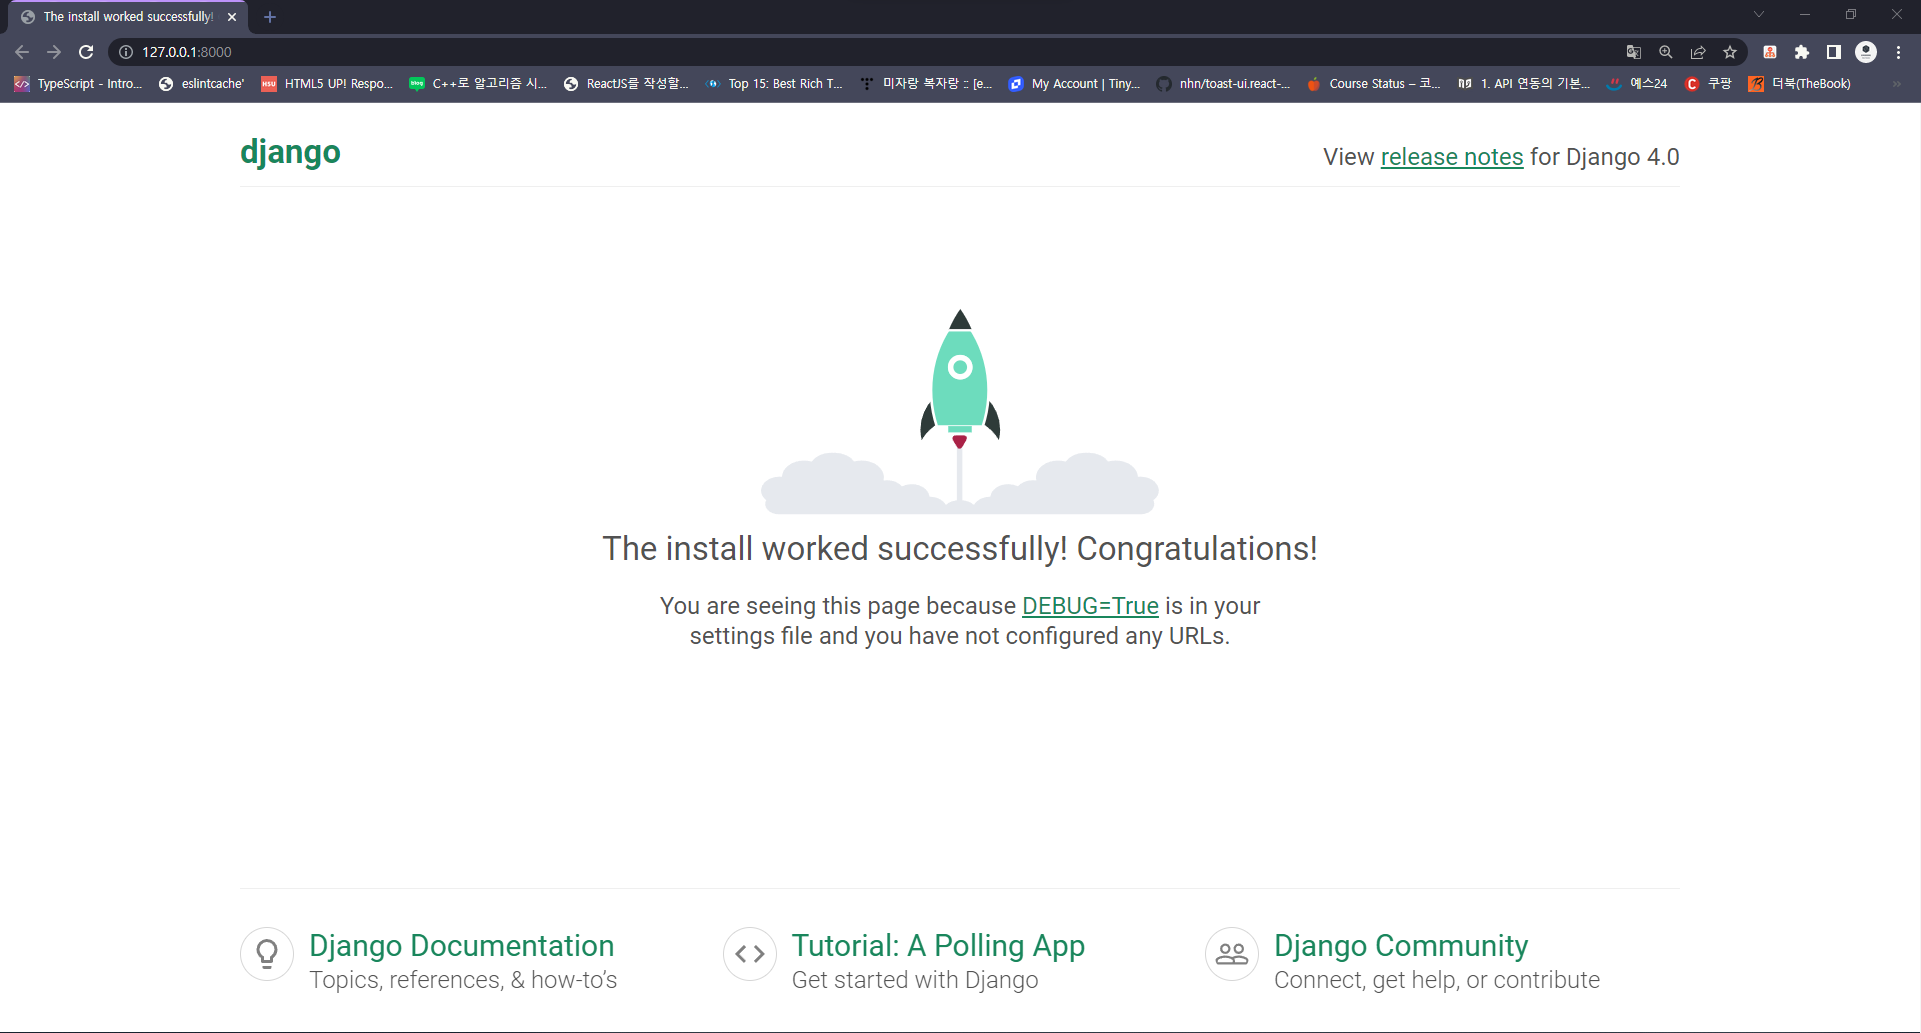 The install worked successfully!
127.0.0.1:8000
TypeScript - Intro...
eslintcache'
HTML5 UP! Respo...
C++로 알고리즘 시...
ReactJS를 작성할...
Top 15: Best Rich T...
미자랑 복자랑 :: [e...
My Account | Tiny...
nhn/toast-ui.react-...
Course Status – 코...
1. API 연동의 기본...
예스24
쿠팡
더북(TheBook)
django
View release notes for Django 4.0
The install worked successfully! Congratulations!
You are seeing this page because DEBUG=True is in your
settings file and you have not configured any URLs.
Django Documentation
Topics, references, & how-to’s
Tutorial: A Polling App
Get started with Django
Django Community
Connect, get help, or contribute